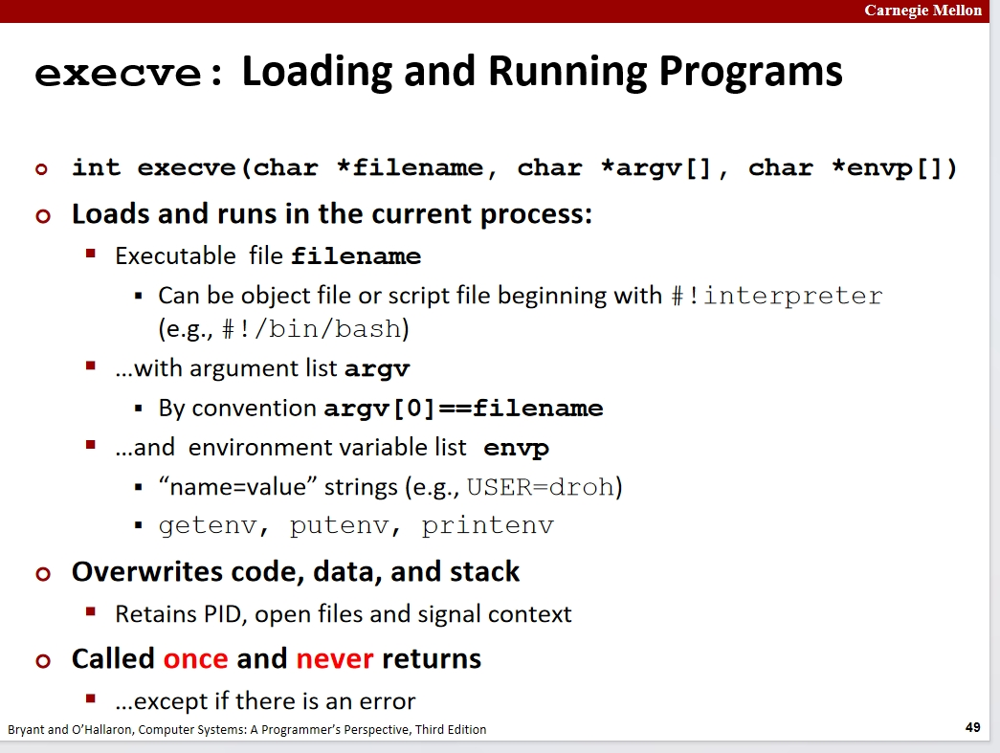 Carnegie Mellon
execve: Loading and Running Programs
int execve(char *filename, char *argv[], char *envp[])
Loads and runs in the current process:
Executable file filename
Can be object file or script file beginning with #!interpreter
(e.g., #!/bin/bash)
…with argument list argv
By convention argv[0]==filename
…and environment variable list envp
“name=value” strings (e.g., USER=droh)
getenv, putenv, printenv
Overwrites code, data, and stack
Retains PID, open files and signal context
Called once and never returns
…except if there is an error
Bryant and O’Hallaron, Computer Systems: A Programmer’s Perspective, Third Edition
49